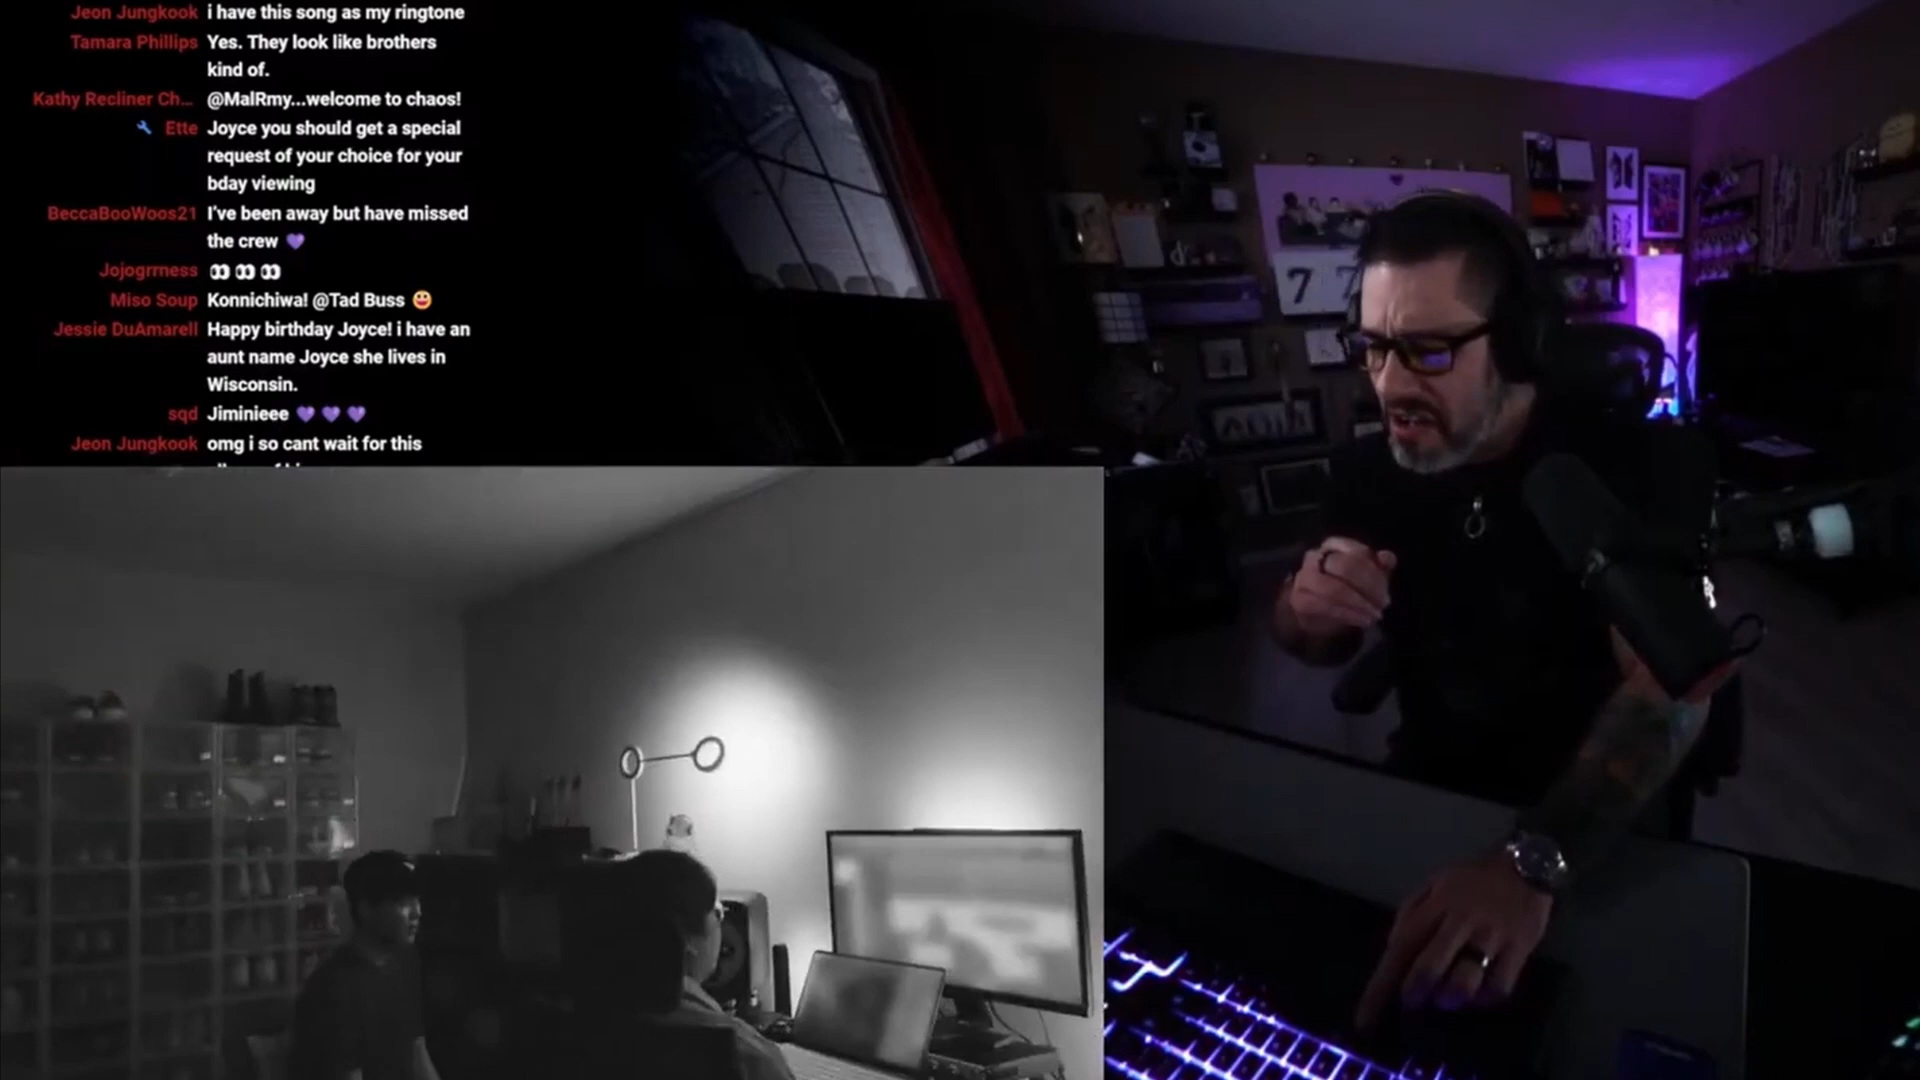 Jeon Jungkook i have this song as my ringtone
Tamara Phillips Yes. They look like brothers
kind of.
Kathy Recliner Ch... @MalRmy...welcome to chaos!
Ette Joyce you should get a special
request of your choice for your
bday viewing
BeccaBooWoos21 I've been away but have missed
the crew 💜
Jojogrrness 👀 👀 👀
Miso Soup Konnichiwa! @Tad Buss 😀
Jessie DuAmarell Happy birthday Joyce! i have an
aunt name Joyce she lives in
Wisconsin.
sqd Jiminieee 💜 💜 💜
Jeon Jungkook omg i so cant wait for this
7 7